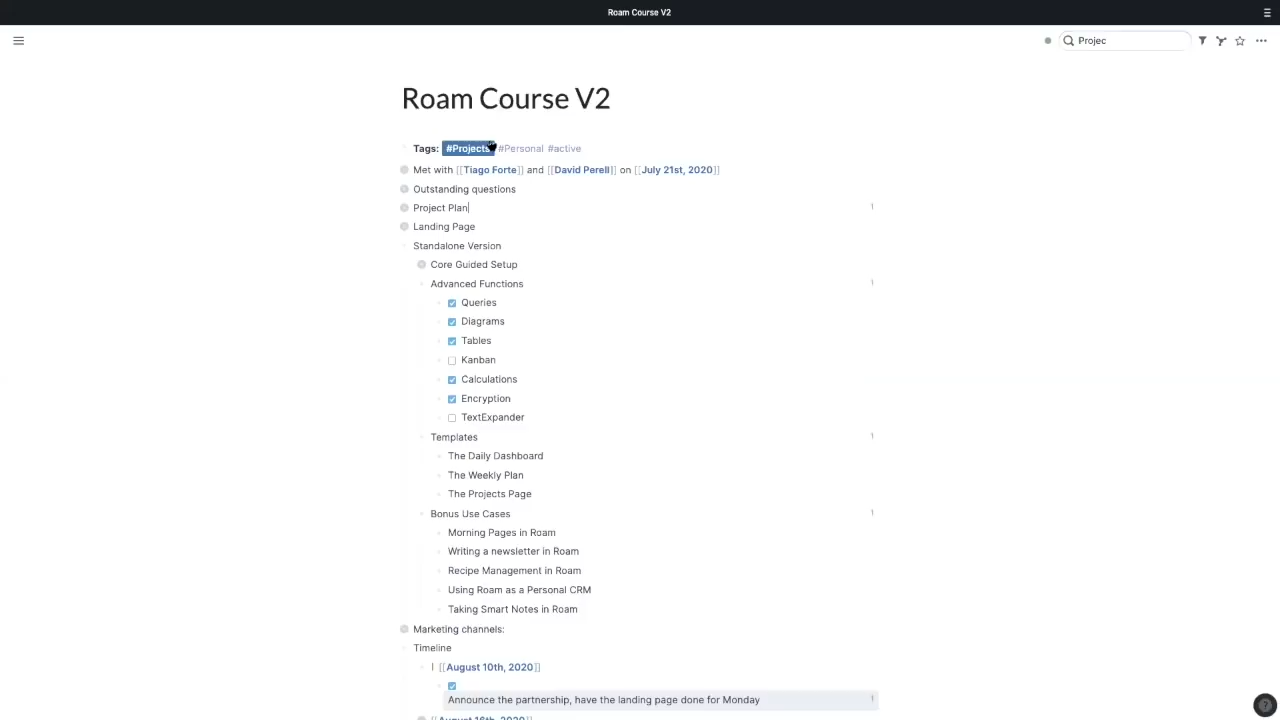 Roam Course V2
Projec
Roam Course V2
Tags: #Projects #Personal #active
Met with [[Tiago Forte]] and [[David Perell]] on [[July 21st, 2020]]
Outstanding questions
Project Plan 1
Landing Page
Standalone Version
Core Guided Setup
Advanced Functions 1
Queries
Diagrams
Tables
Kanban
Calculations
Encryption
TextExpander
Templates 1
The Daily Dashboard
The Weekly Plan
The Projects Page
Bonus Use Cases 1
Morning Pages in Roam
Writing a newsletter in Roam
Recipe Management in Roam
Using Roam as a Personal CRM
Taking Smart Notes in Roam
Marketing channels:
Timeline
| [[August 10th, 2020]]
Announce the partnership, have the landing page done for Monday 1
[[August 16th, 2020]]